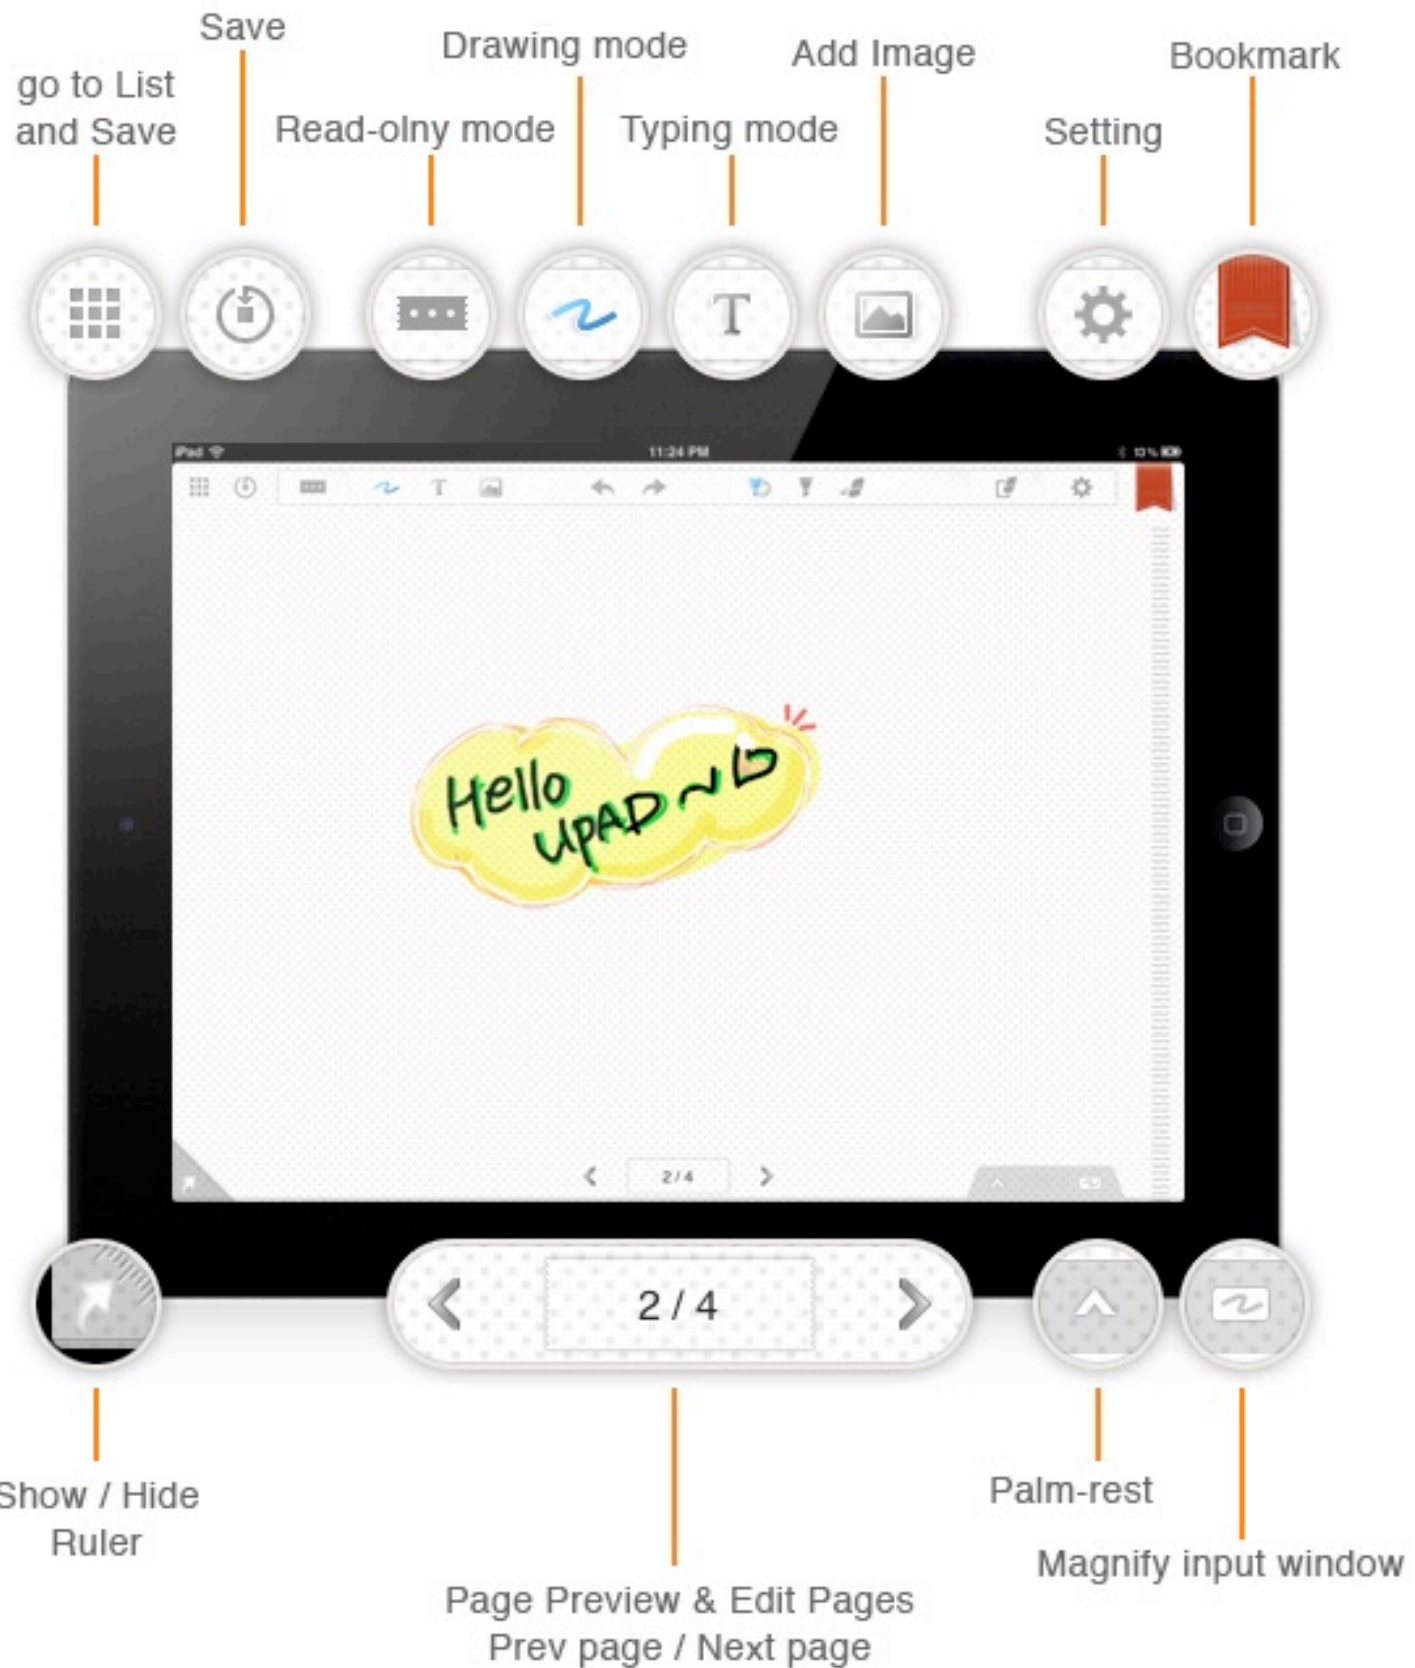 Save
Drawing mode
Add Image
Bookmark
go to List
and Save
Read-olny mode
Typing mode
Setting
T
iPad
11:24 PM
13%
T
Hello
UPAD~
2/4
2 / 4
Show / Hide
Ruler
Palm-rest
Magnify input window
Page Preview & Edit Pages
Prev page / Next page